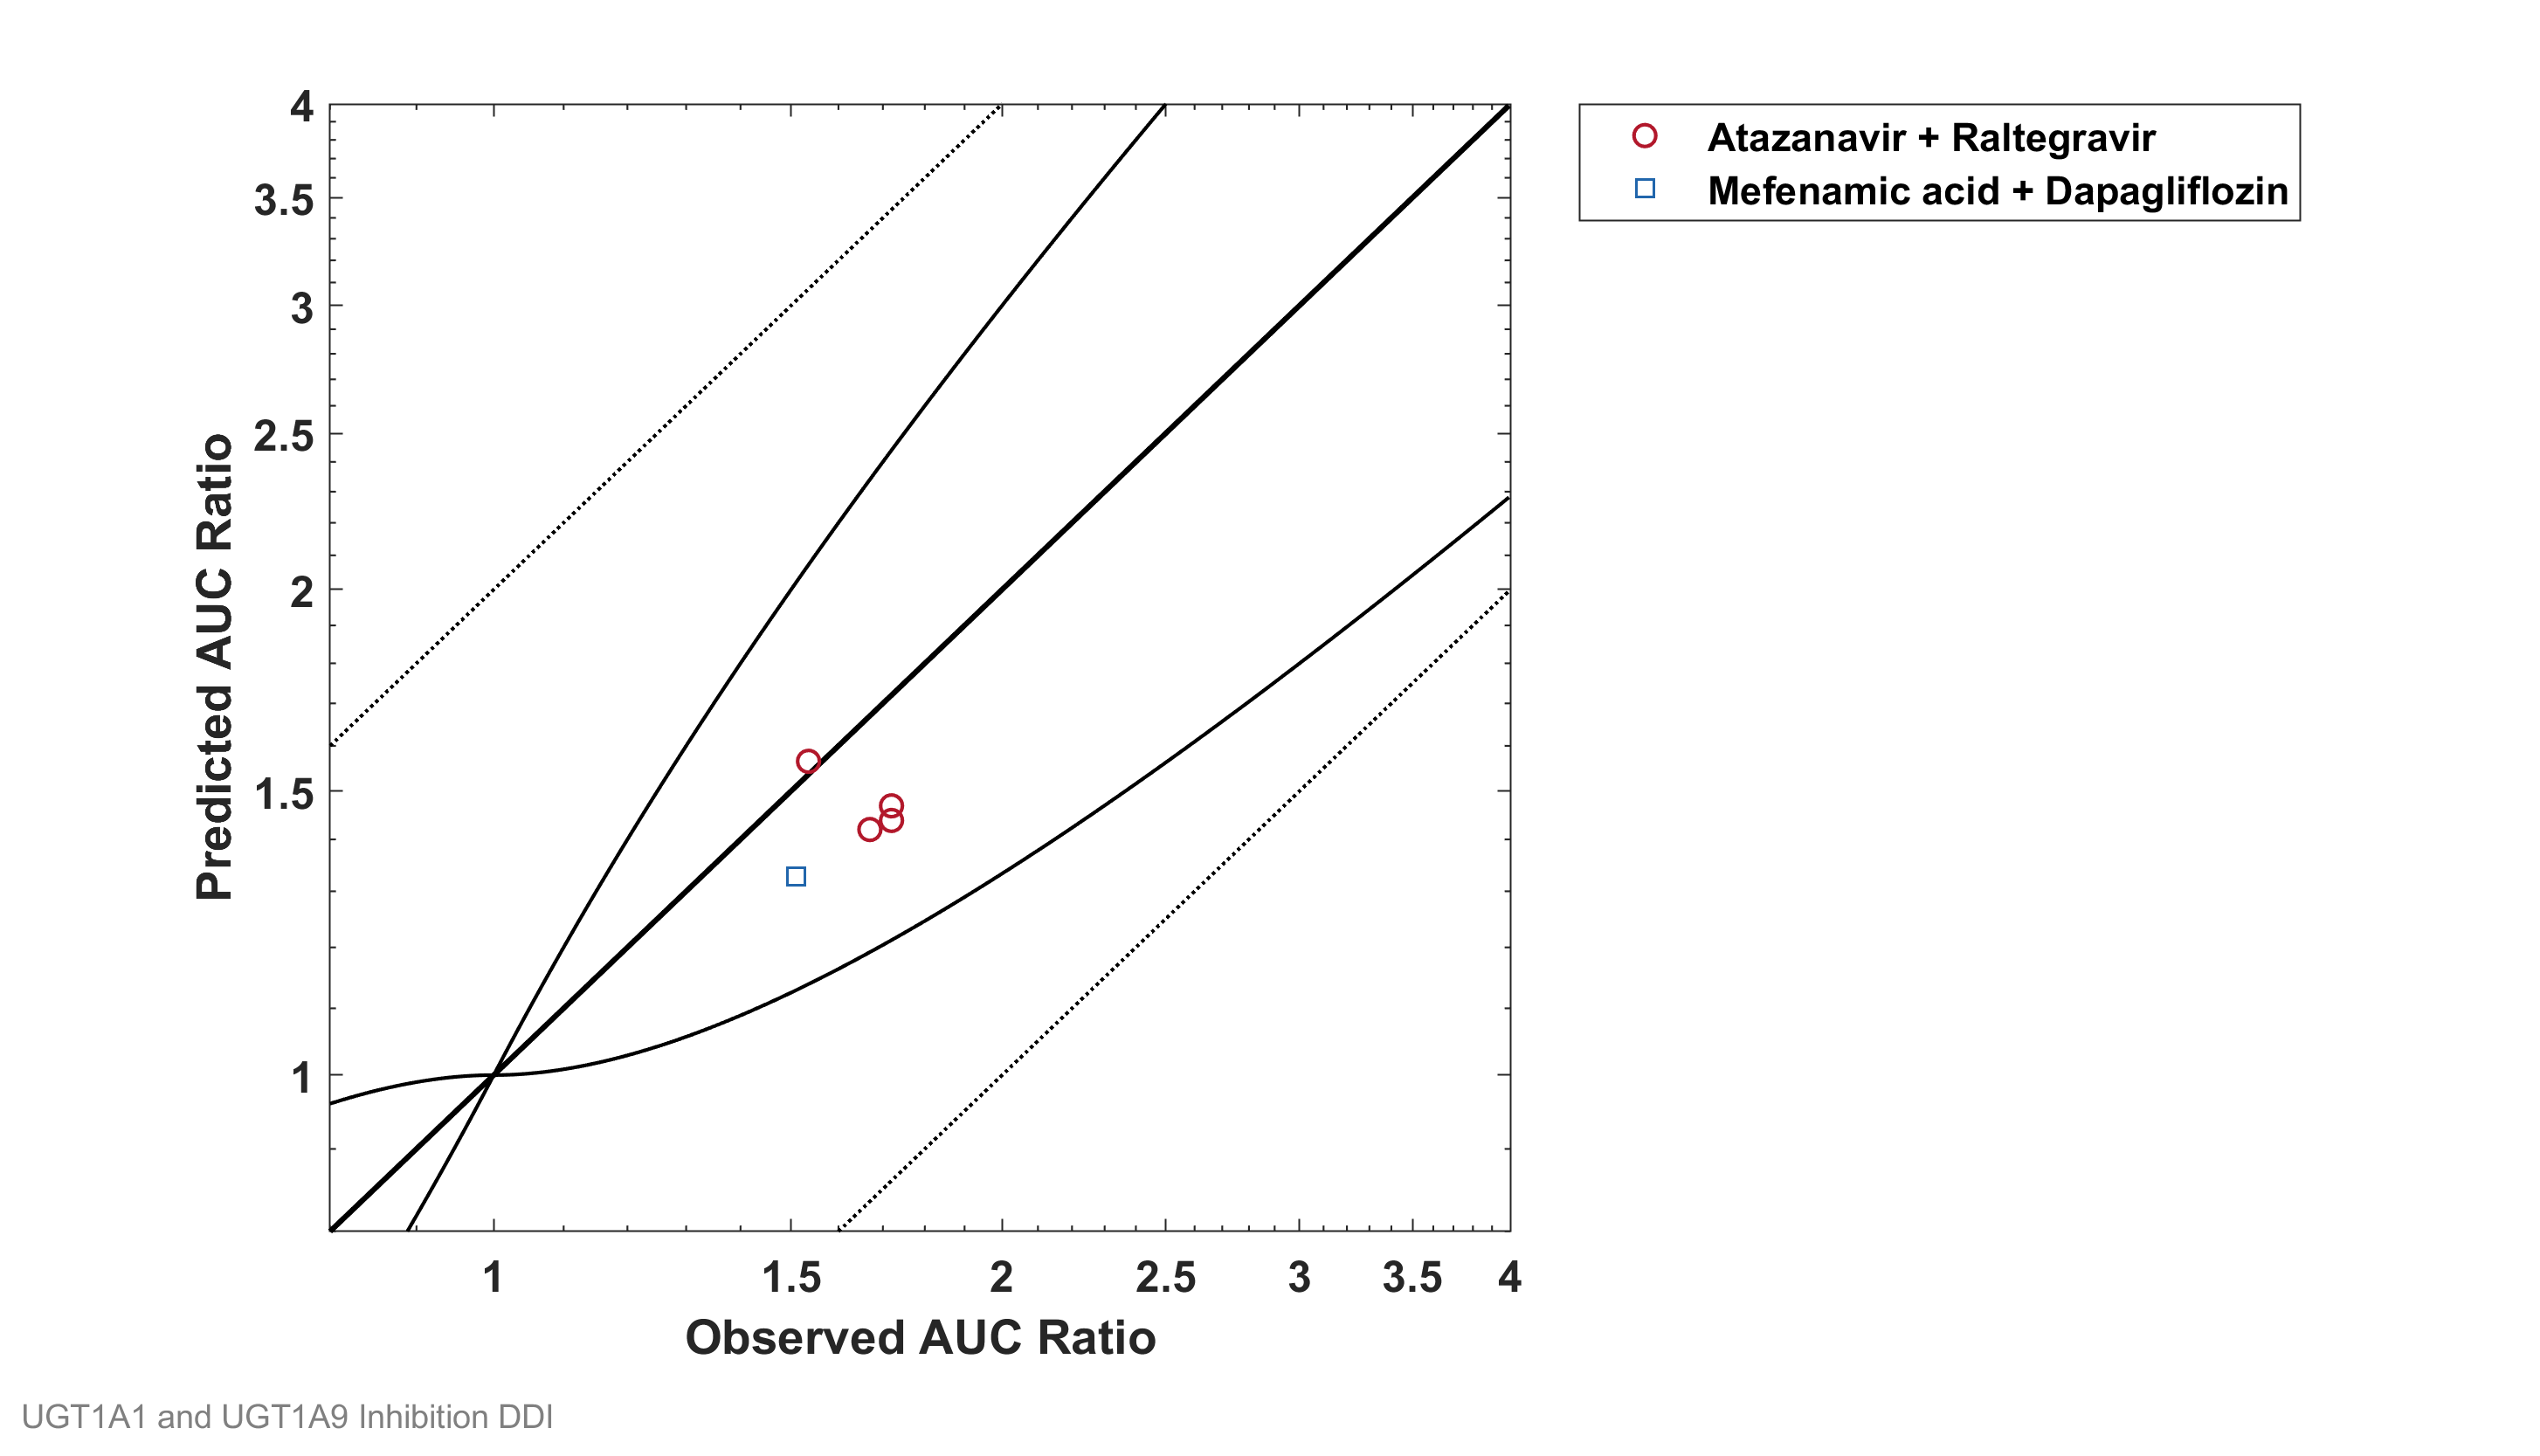 Atazanavir + Raltegravir
Mefenamic acid + Dapagliflozin
Predicted AUC Ratio
4
3.5
3
2.5
2
1.5
1
1 1.5 2 2.5 3 3.5 4
Observed AUC Ratio
UGT1A1 and UGT1A9 Inhibition DDI